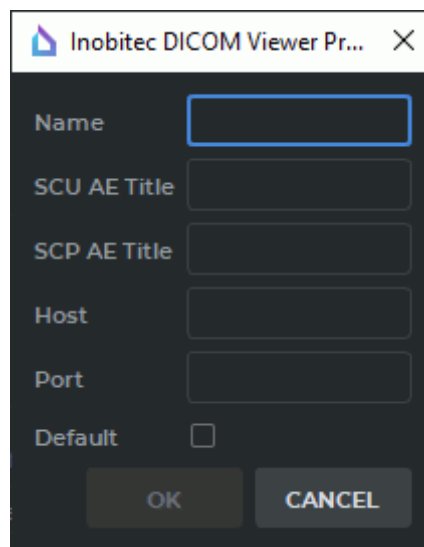 Inobitec DICOM Viewer Pr...
Name
SCU AE Title
SCP AE Title
Host
Port
Default
OK CANCEL